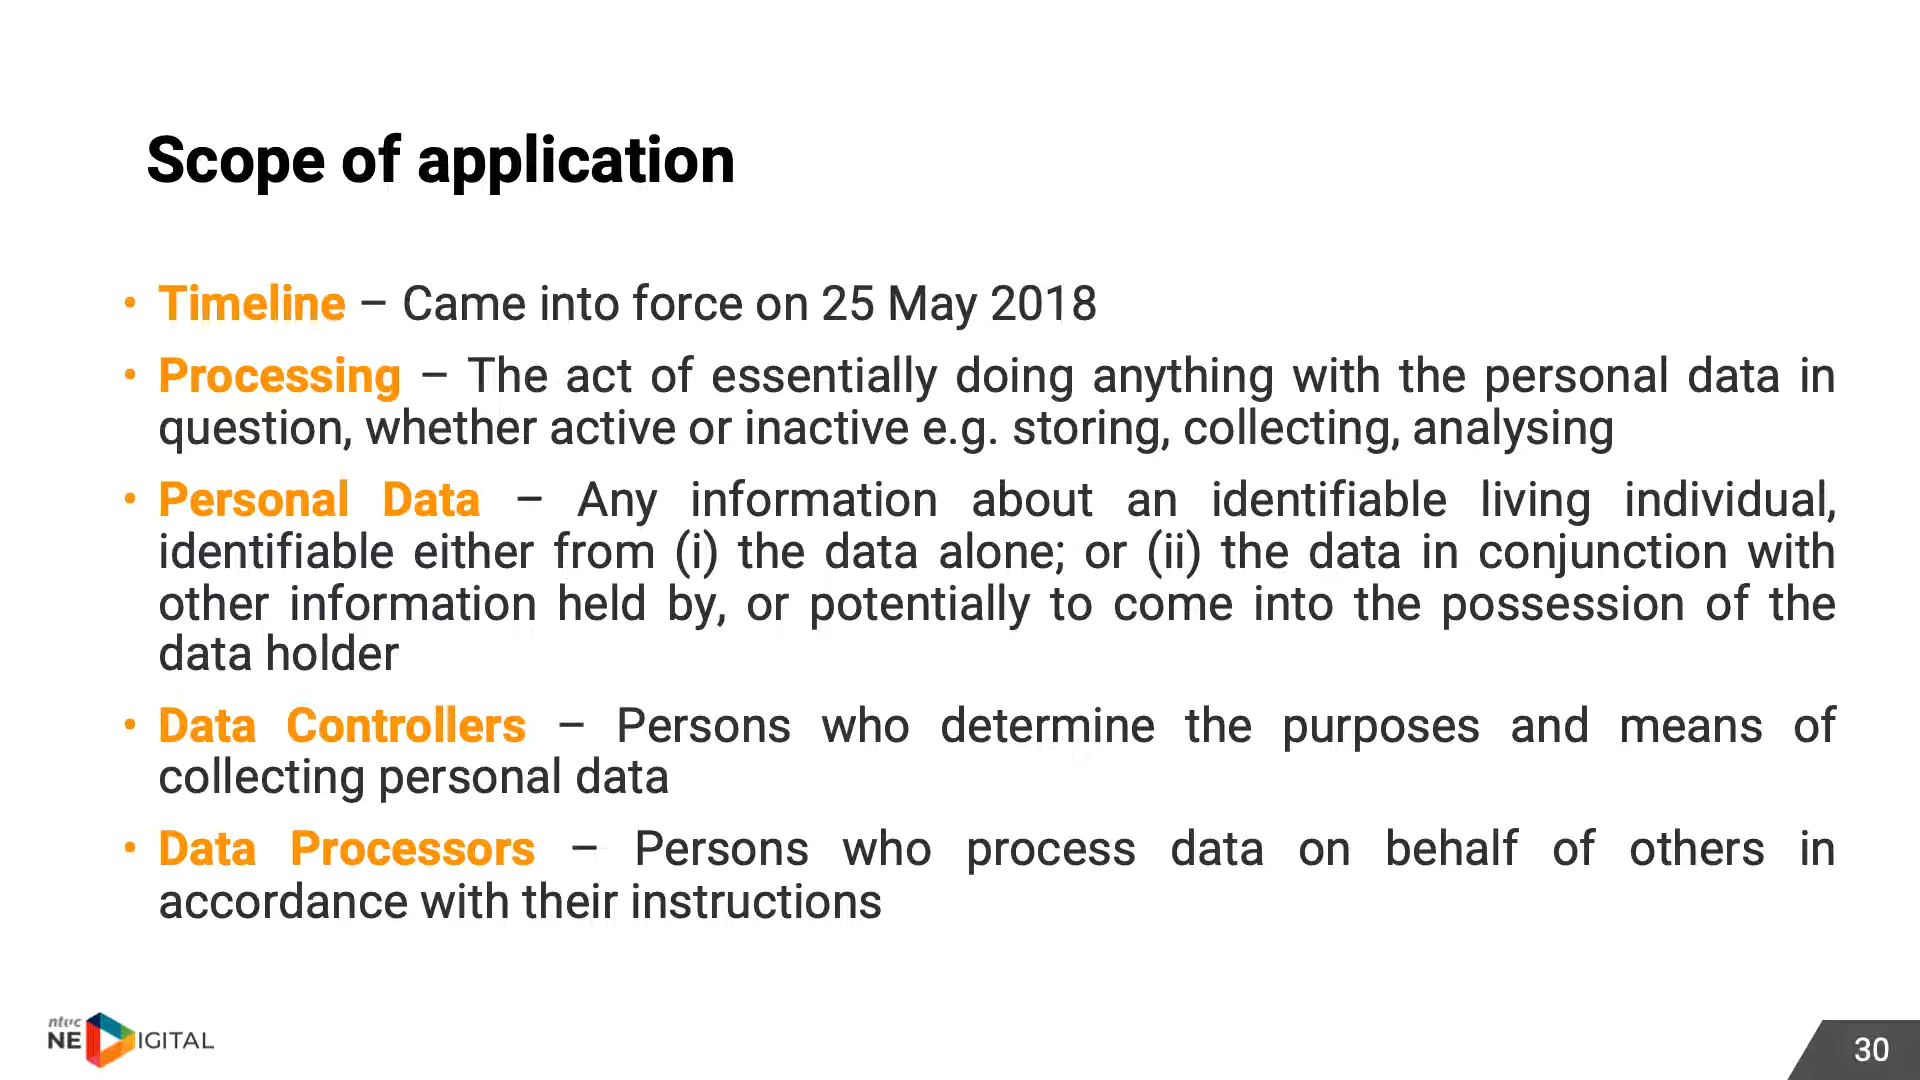 Scope of application
• Timeline – Came into force on 25 May 2018
• Processing – The act of essentially doing anything with the personal data in
question, whether active or inactive e.g. storing, collecting, analysing
• Personal Data – Any information about an identifiable living individual,
identifiable either from (i) the data alone; or (ii) the data in conjunction with
other information held by, or potentially to come into the possession of the
data holder
• Data Controllers – Persons who determine the purposes and means of
collecting personal data
• Data Processors – Persons who process data on behalf of others in
accordance with their instructions
ntuc
NE DIGITAL
30